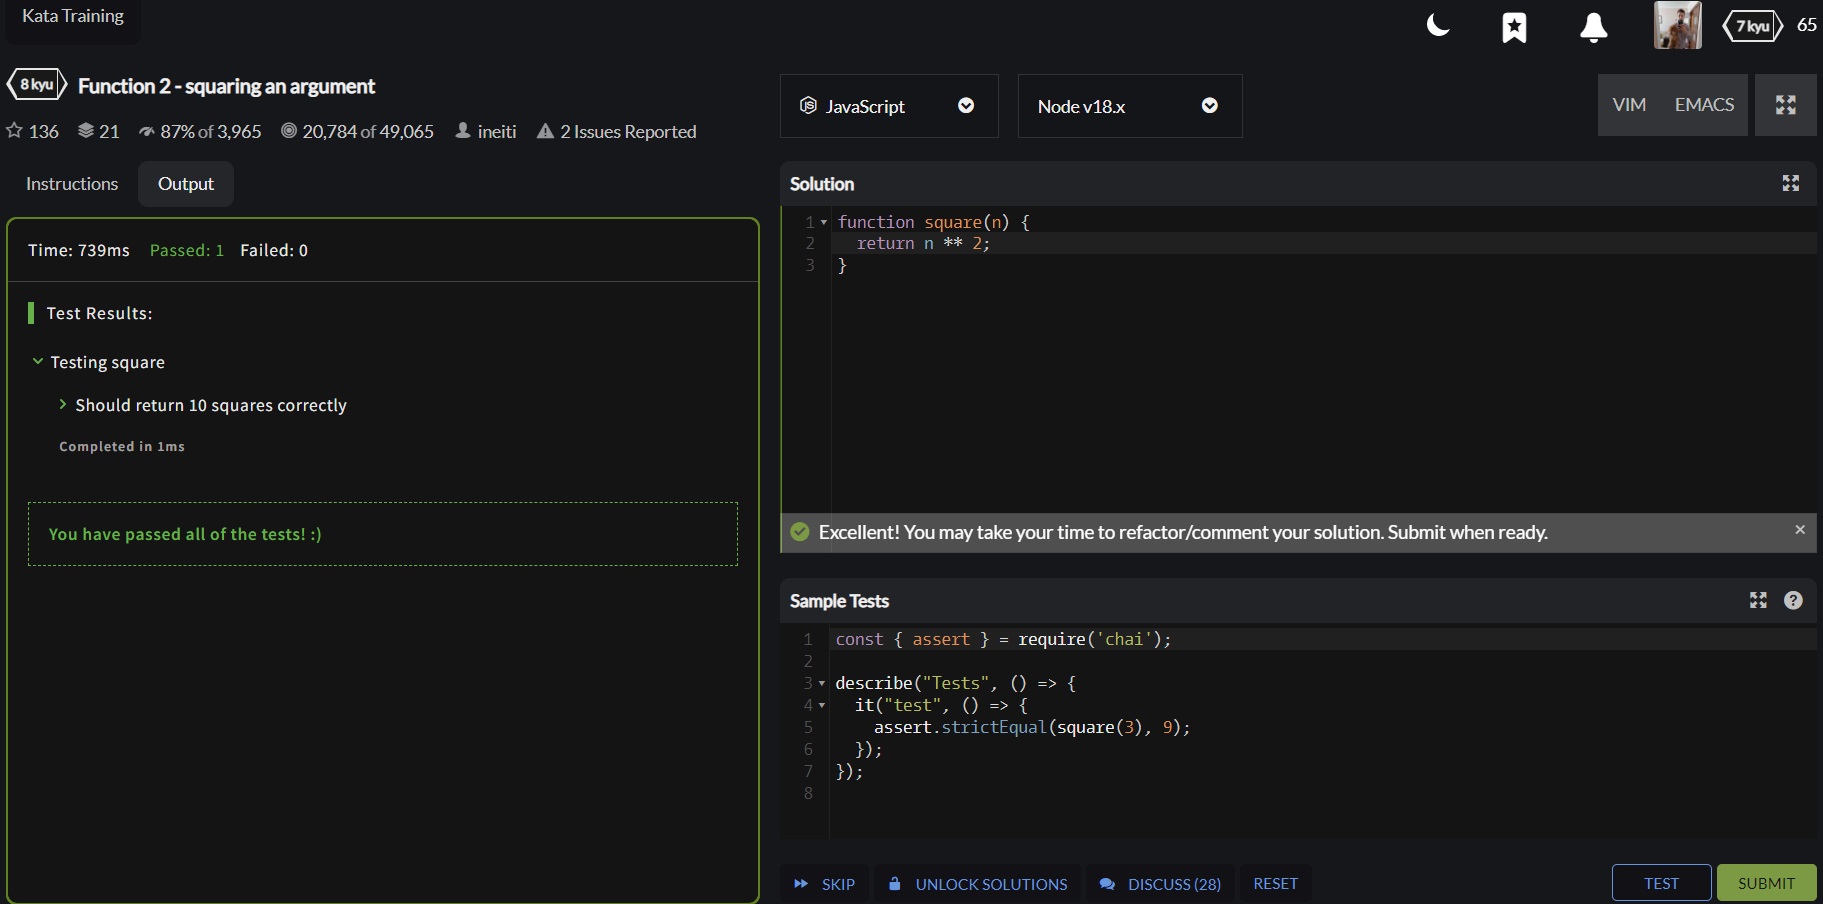 Kata Training
7 kyu 65
8 kyu Function 2 - squaring an argument
136 21 87% of 3,965 20,784 of 49,065 ineiti 2 Issues Reported
JavaScript Node v18.x VIM EMACS
Instructions Output
Time: 739ms Passed: 1 Failed: 0
Test Results:
Testing square
Should return 10 squares correctly
Completed in 1ms
You have passed all of the tests! :)
Solution
1 function square(n) {
2 return n ** 2;
3 }
Excellent! You may take your time to refactor/comment your solution. Submit when ready. ×
Sample Tests ?
1 const { assert } = require('chai');
2
3 describe("Tests", () => {
4 it("test", () => {
5 assert.strictEqual(square(3), 9);
6 });
7 });
8
SKIP UNLOCK SOLUTIONS DISCUSS (28) RESET TEST SUBMIT